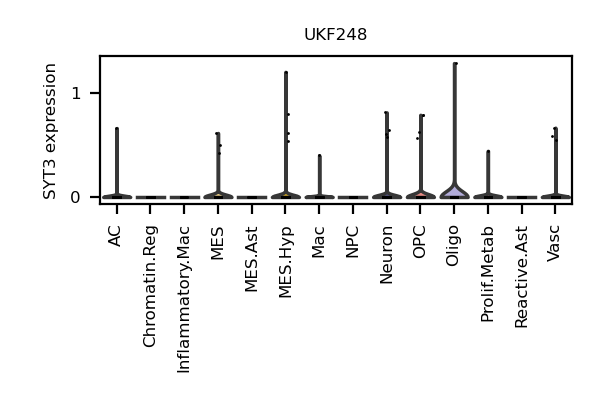 UKF248
SYT3 expression
1
0
AC
Chromatin.Reg
Inflammatory.Mac
MES
MES.Ast
MES.Hyp
Mac
NPC
Neuron
OPC
Oligo
Prolif.Metab
Reactive.Ast
Vasc